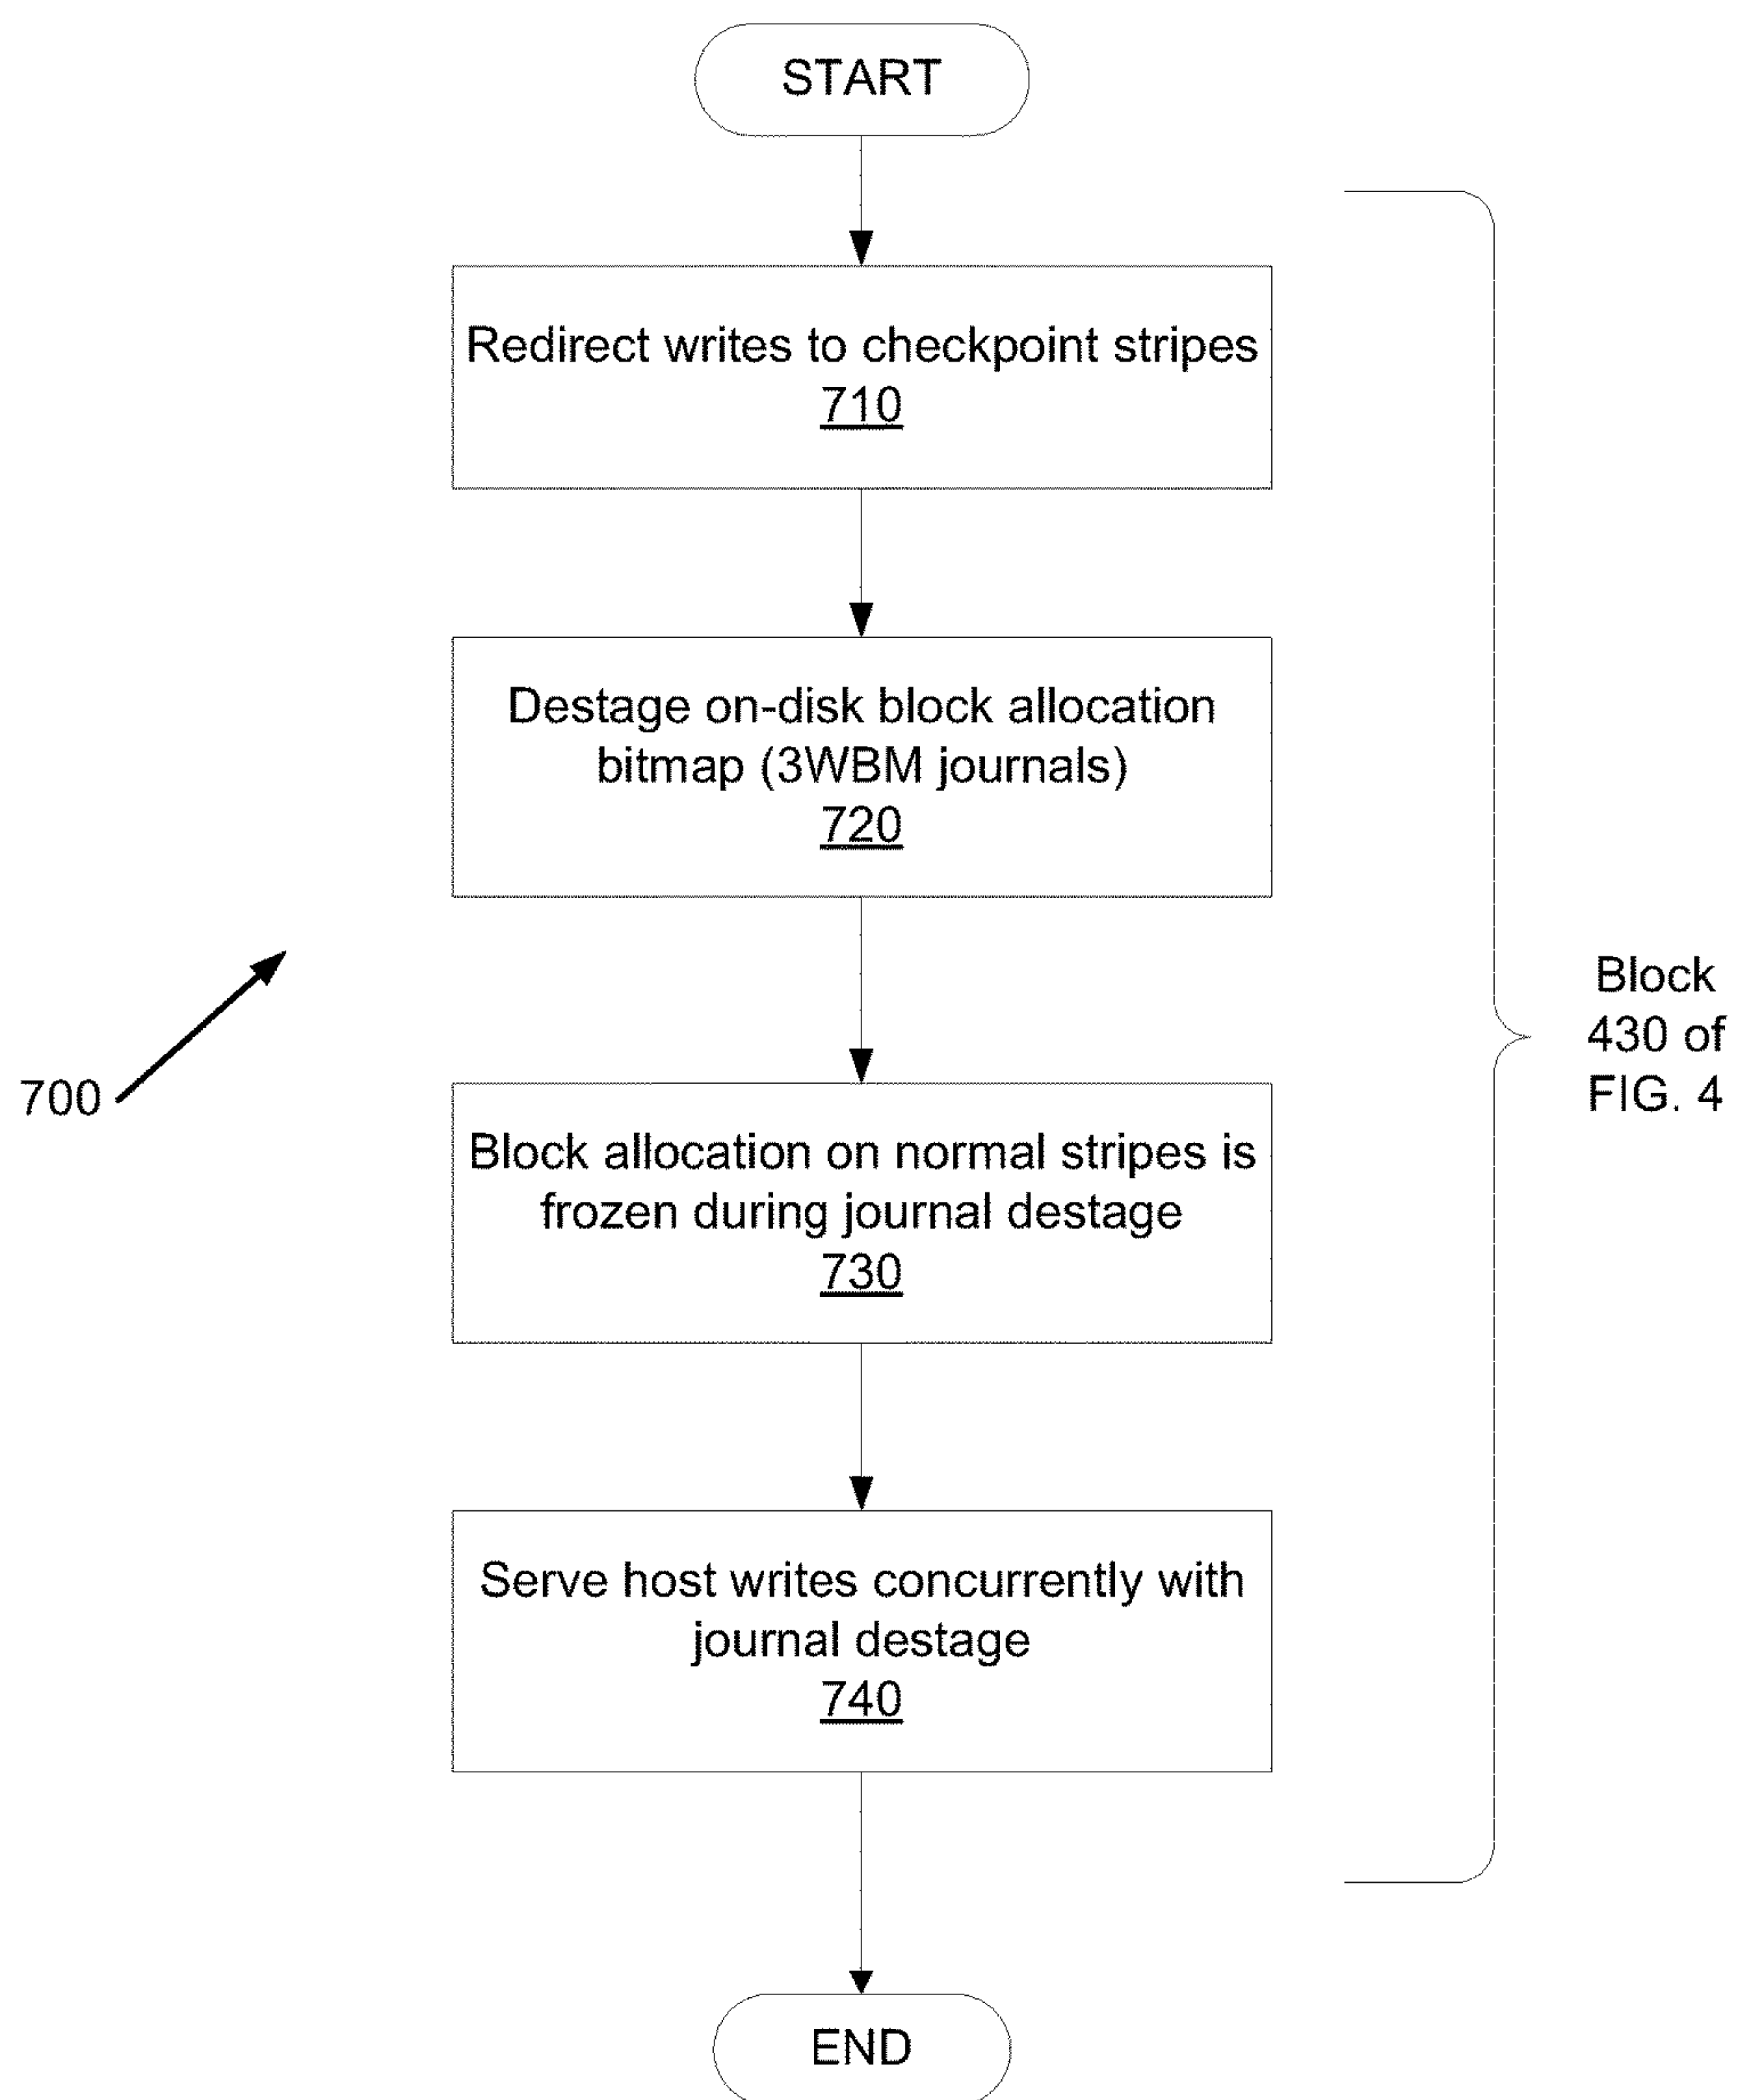 START
Redirect writes to checkpoint stripes
710
Destage on-disk block allocation
bitmap (3WBM journals)
720
Block allocation on normal stripes is
frozen during journal destage
730
Serve host writes concurrently with
journal destage
740
END
700
Block
430 of
FIG. 4